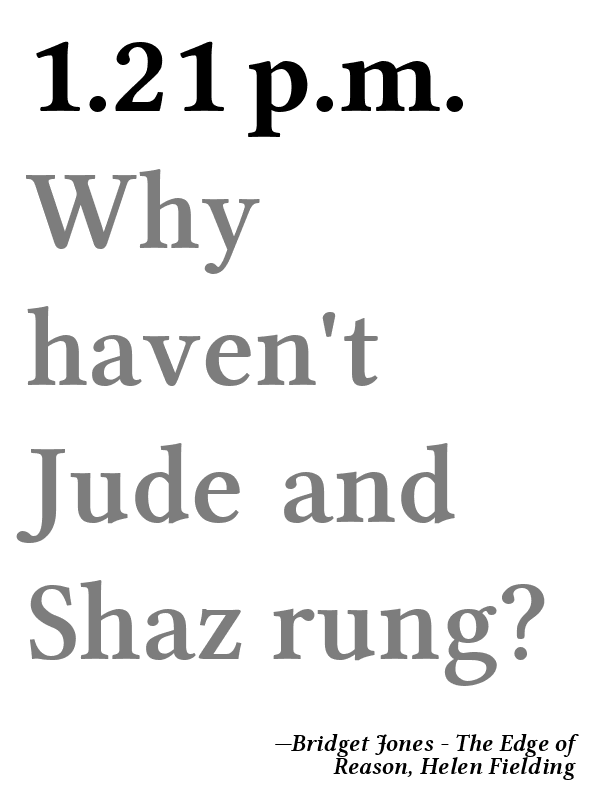 1.21 p.m.
Why
haven't
Jude and
Shaz rung?
—Bridget Jones - The Edge of
Reason, Helen Fielding